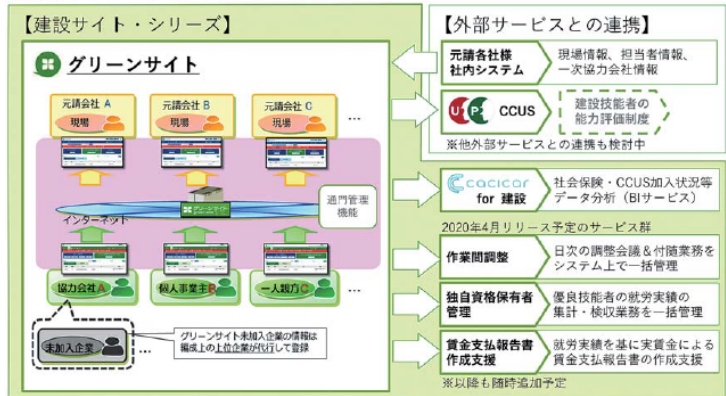 【建設サイト・シリーズ】
グリーンサイト
元請会社 A
現場
元請会社 B
現場
元請会社 C
現場
…
インターネット
グリーンサイト
通門管理
機能
協力会社A
個人事業主B
一人親方C
…
未加入企業
…
グリーンサイト未加入企業の情報は
編成上の上位企業が代行して登録
【外部サービスとの連携】
元請各社様
社内システム
現場情報、担当者情報、
一次協力会社情報
CCUS
建設技能者の
能力評価制度
※他外部サービスとの連携も検討中
cacicar
for 建設
社会保険・CCUS加入状況等
データ分析（BIサービス）
2020年4月リリース予定のサービス群
作業間調整
日次の調整会議＆付随業務を
システム上で一括管理
独自資格保有者
管理
優良技能者の就労実績の
集計・検収業務を一括管理
賃金支払報告書
作成支援
就労実績を基に実賃金による
賃金支払報告書の作成支援
※以降も随時追加予定